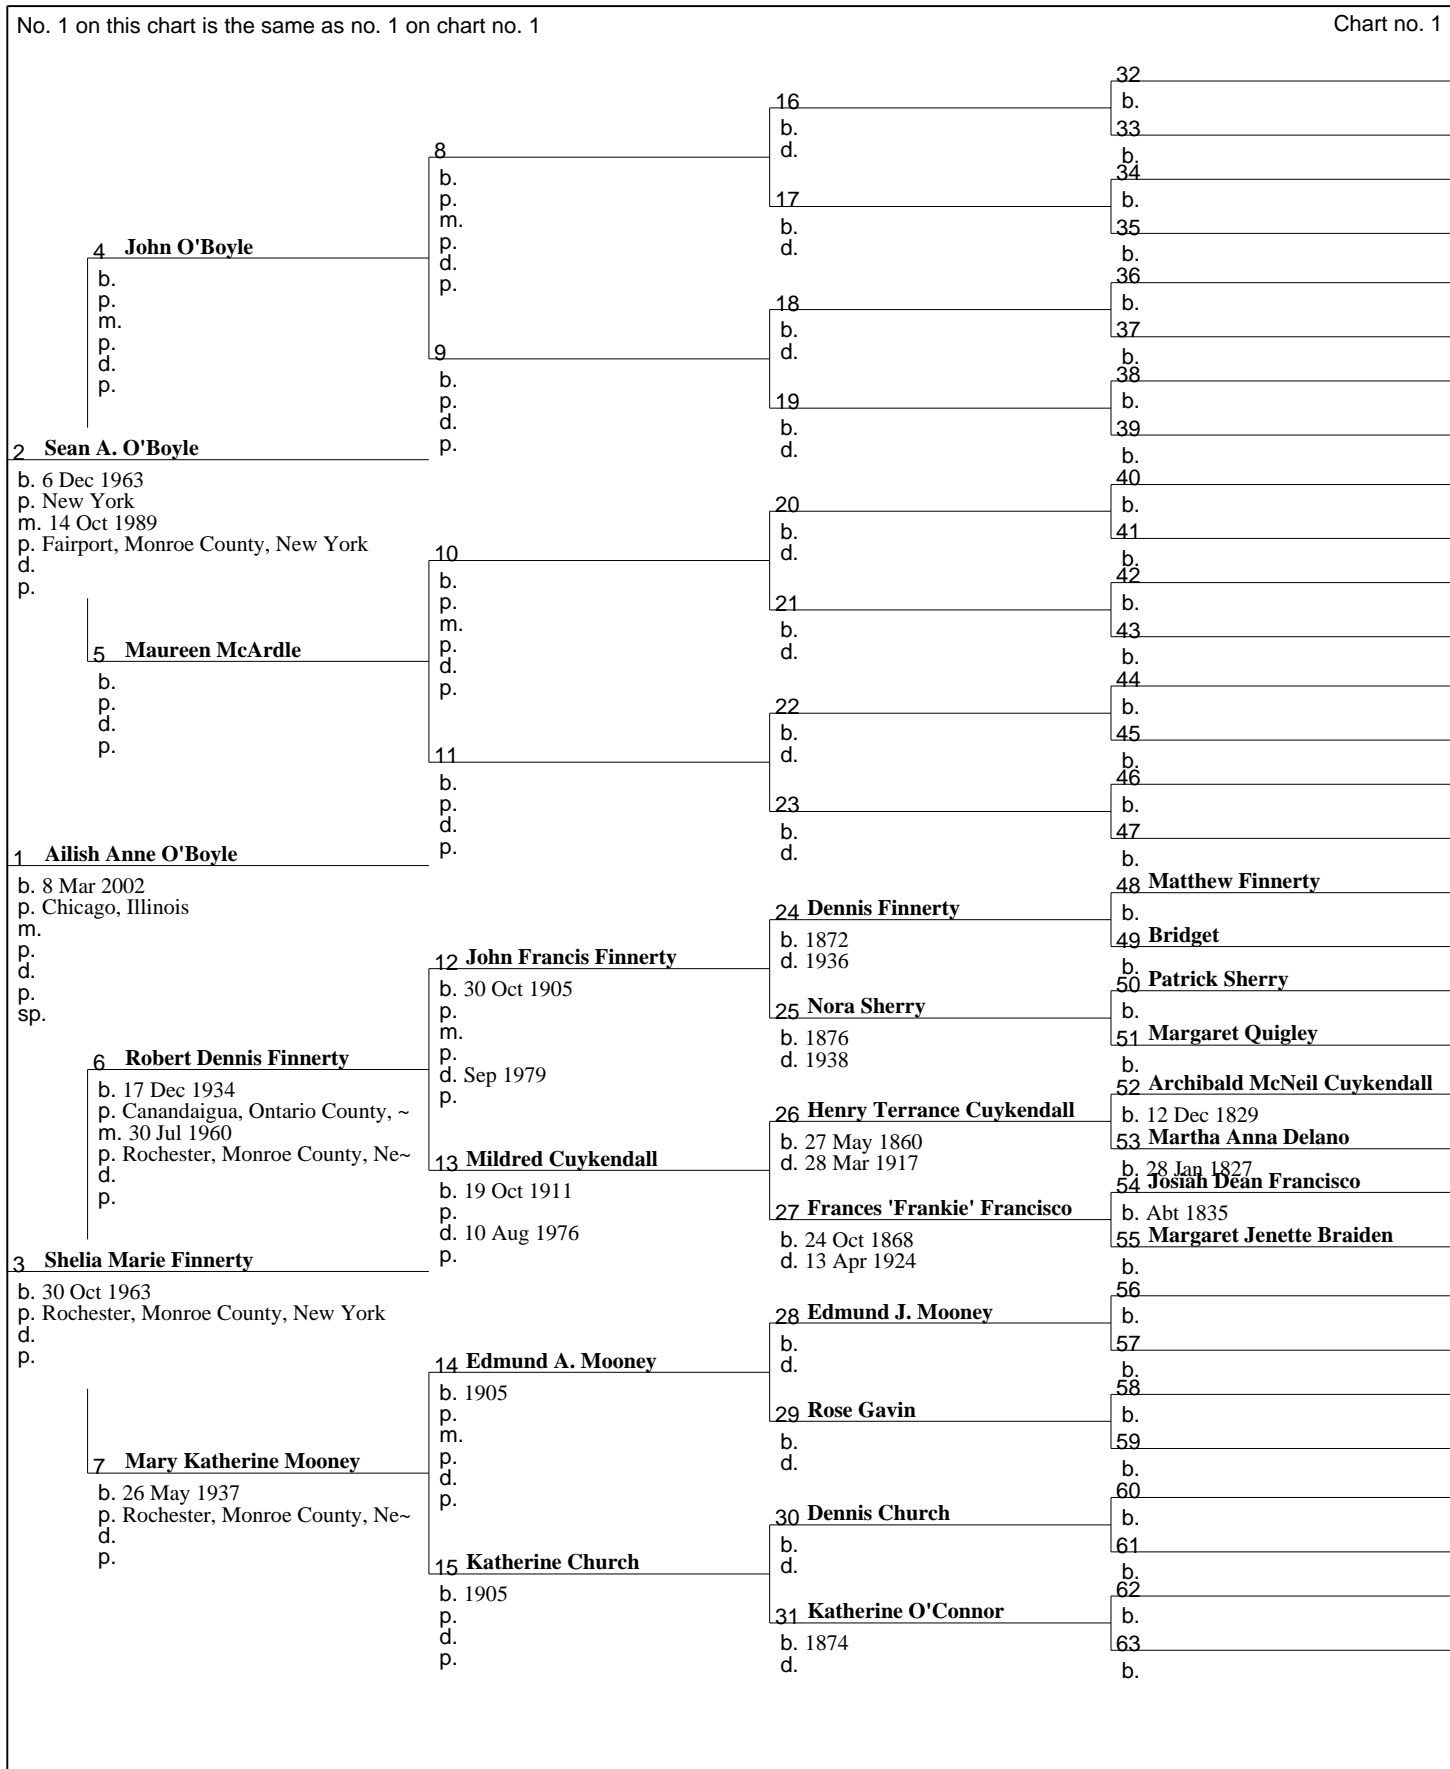 No. 1 on this chart is the same as no. 1 on chart no. 1
Chart no. 1
2 Sean A. O'Boyle
b. 6 Dec 1963
p. New York
m. 14 Oct 1989
p. Fairport, Monroe County, New York
d.
p.
1 Ailish Anne O'Boyle
b. 8 Mar 2002
p. Chicago, Illinois
m.
p.
d.
p.
sp.
3 Shelia Marie Finnerty
b. 30 Oct 1963
p. Rochester, Monroe County, New York
d.
p.
4 John O'Boyle
b.
p.
m.
p.
d.
p.
5 Maureen McArdle
b.
p.
d.
p.
6 Robert Dennis Finnerty
b. 17 Dec 1934
p. Canandaigua, Ontario County, ~
m. 30 Jul 1960
p. Rochester, Monroe County, Ne~
d.
p.
7 Mary Katherine Mooney
b. 26 May 1937
p. Rochester, Monroe County, Ne~
d.
p.
8
b.
p.
m.
p.
d.
p.
9
b.
p.
d.
p.
10
b.
p.
m.
p.
d.
p.
11
b.
p.
d.
p.
12 John Francis Finnerty
b. 30 Oct 1905
p.
m.
p.
d. Sep 1979
p.
13 Mildred Cuykendall
b. 19 Oct 1911
p.
d. 10 Aug 1976
p.
14 Edmund A. Mooney
b. 1905
p.
m.
p.
d.
p.
15 Katherine Church
b. 1905
p.
d.
p.
16
b.
d.
17
b.
d.
18
b.
d.
19
b.
d.
20
b.
d.
21
b.
d.
22
b.
d.
23
b.
d.
24 Dennis Finnerty
b. 1872
d. 1936
25 Nora Sherry
b. 1876
d. 1938
26 Henry Terrance Cuykendall
b. 27 May 1860
d. 28 Mar 1917
27 Frances 'Frankie' Francisco
b. 24 Oct 1868
d. 13 Apr 1924
28 Edmund J. Mooney
b.
d.
29 Rose Gavin
b.
d.
30 Dennis Church
b.
d.
31 Katherine O'Connor
b. 1874
d.
32
b.
33
b.
34
b.
35
b.
36
b.
37
b.
38
b.
39
b.
40
b.
41
b.
42
b.
43
b.
44
b.
45
b.
46
b.
47
b.
48 Matthew Finnerty
b.
49 Bridget
b.
50 Patrick Sherry
b.
51 Margaret Quigley
b.
52 Archibald McNeil Cuykendall
b. 12 Dec 1829
53 Martha Anna Delano
b. 28 Jan 1827
54 Josiah Dean Francisco
b. Abt 1835
55 Margaret Jenette Braiden
b.
56
b.
57
b.
58
b.
59
b.
60
b.
61
b.
62
b.
63
b.